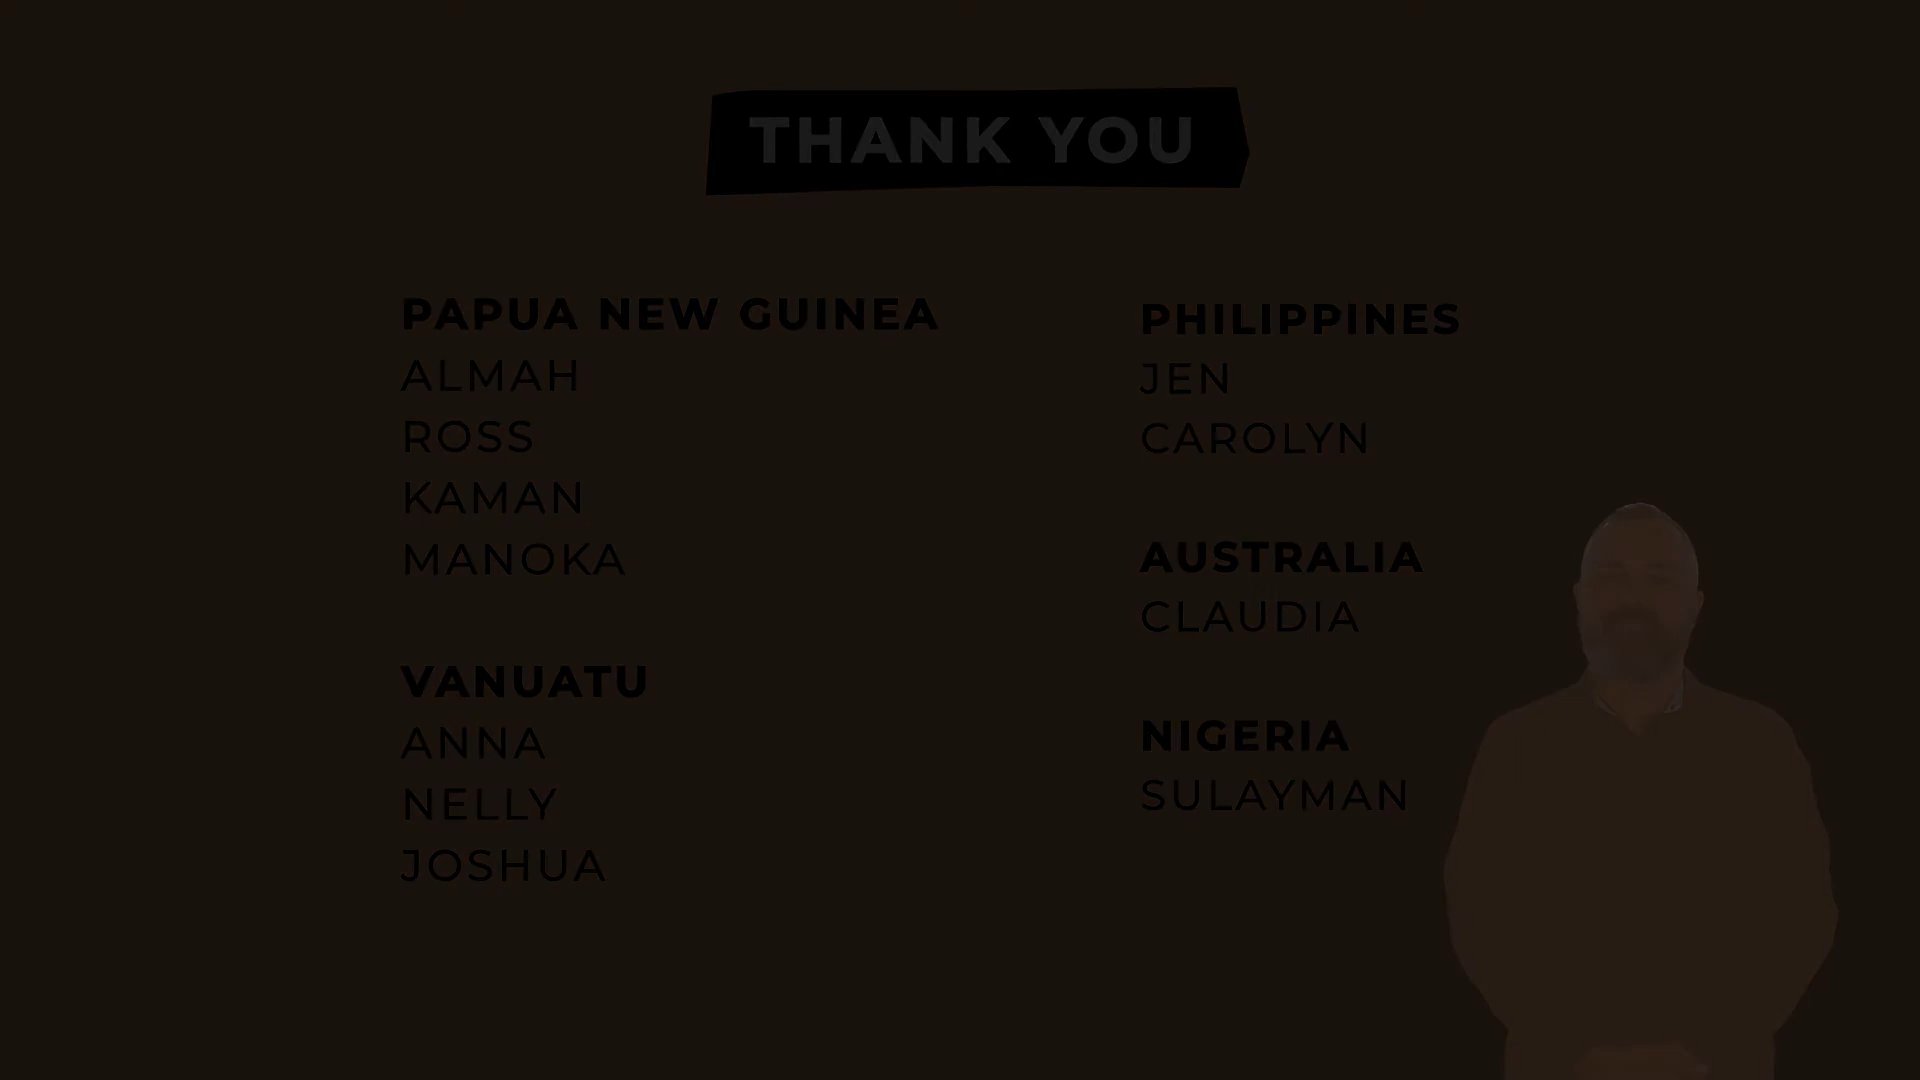 THANK YOU
PAPUA NEW GUINEA
ALMAH
ROSS
KAMAN
MANOKA
VANUATU
ANNA
NELLY
JOSHUA
PHILIPPINES
JEN
CAROLYN
AUSTRALIA
CLAUDIA
NIGERIA
SULAYMAN